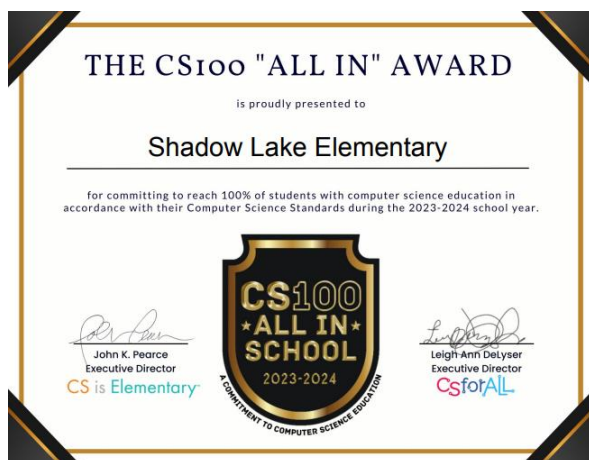 THE CS100 "ALL IN" AWARD
is proudly presented to
Shadow Lake Elementary
for committing to reach 100% of students with computer science education in
accordance with their Computer Science Standards during the 2023-2024 school year.
CS100
ALL IN
SCHOOL
2023-2024
A COMMITMENT TO COMPUTER SCIENCE EDUCATION
John K. Pearce
Executive Director
CS is Elementary
Leigh Ann DeLyser
Executive Director
CSforALL